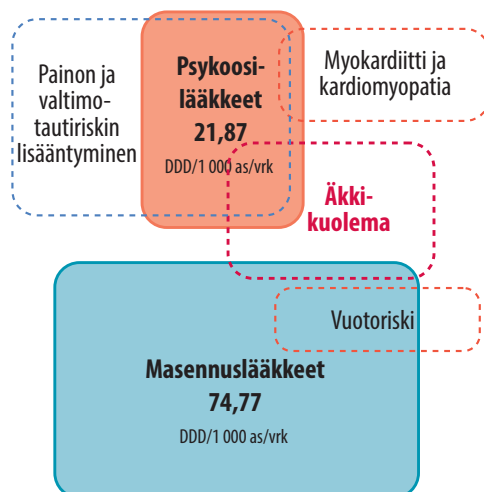 Painon ja
valtimo-
tautiriskin
lisääntyminen
Psykoosi-
lääkkeet
21,87
DDD/1 000 as/vrk
Myokardiitti ja
kardiomyopatia
Äkki-
kuolema
Vuotoriski
Masennuslääkkeet
74,77
DDD/1 000 as/vrk